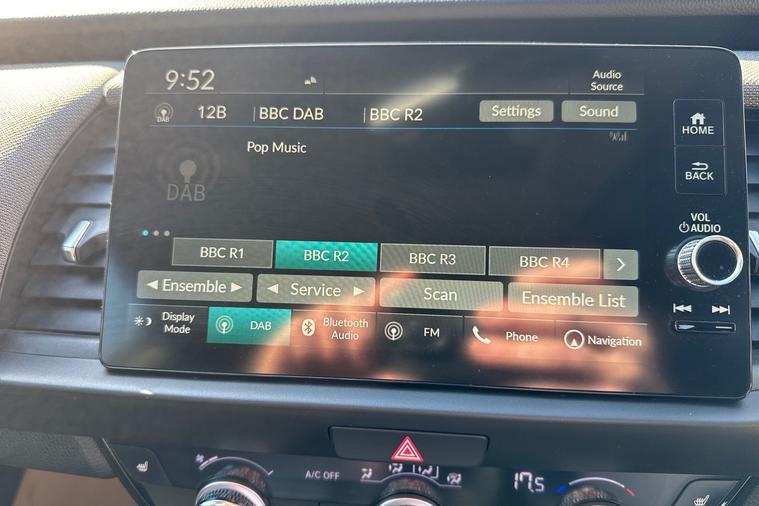 9:52
Audio
Source
DAB
12B
BBC DAB
BBC R2
Settings
Sound
HOME
Pop Music
DAB
BACK
VOL
AUDIO
BBC R1
BBC R2
BBC R3
BBC R4
Ensemble
Service
Scan
Ensemble List
Display
Mode
DAB
Bluetooth
Audio
FM
Phone
Navigation
A/C OFF
17.5